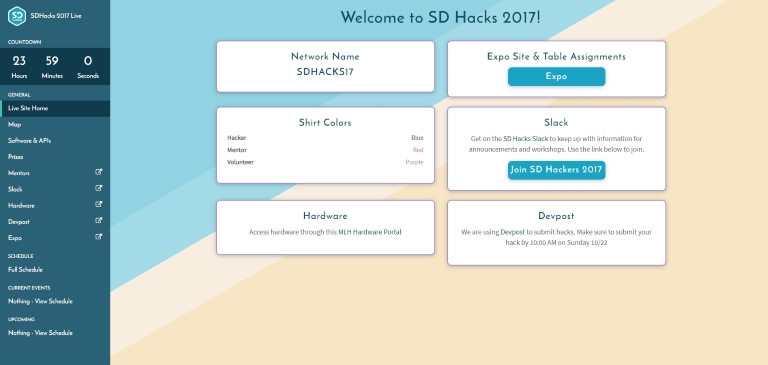 SDHacks 2017 Live
COUNTDOWN
23 59 0
Hours Minutes Seconds
GENERAL
Live Site Home
Map
Software & APIs
Prizes
Mentors
Slack
Hardware
Devpost
Expo
SCHEDULE
Full Schedule
CURRENT EVENTS
Nothing - View Schedule
UPCOMING
Nothing - View Schedule
Welcome to SD Hacks 2017!
Network Name
SDHACKS17
Expo Site & Table Assignments
Expo
Shirt Colors
Hacker Blue
Mentor Red
Volunteer Purple
Slack
Get on the SD Hacks Slack to keep up with information for
announcements and workshops. Use the link below to join.
Join SD Hackers 2017
Hardware
Access hardware through this MLH Hardware Portal
Devpost
We are using Devpost to submit hacks. Make sure to submit your
hack by 10:00 AM on Sunday 10/22